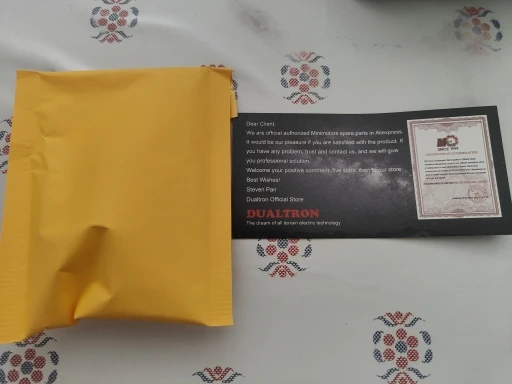 Dear Client:
We are official authorized Minimotors spare parts in Aliexpress.
It would be our pleasure if you are satisfied with the product. If
you have any problem, trust and contact us, and we will give
you professional solution.
Welcome your positive comment, five stars, item to our store.
Best Wishes!
Steven Pan
Dualtron Official Store
DUALTRON
The dream of all terrain electric technology